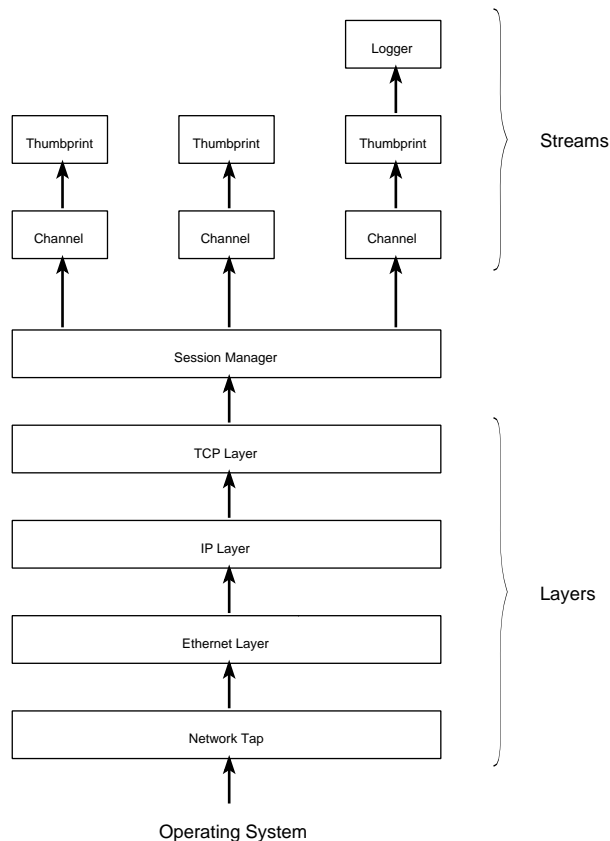 Logger
Thumbprint
Thumbprint
Thumbprint
Streams
Channel
Channel
Channel
Session Manager
TCP Layer
IP Layer
Layers
Ethernet Layer
Network Tap
Operating System